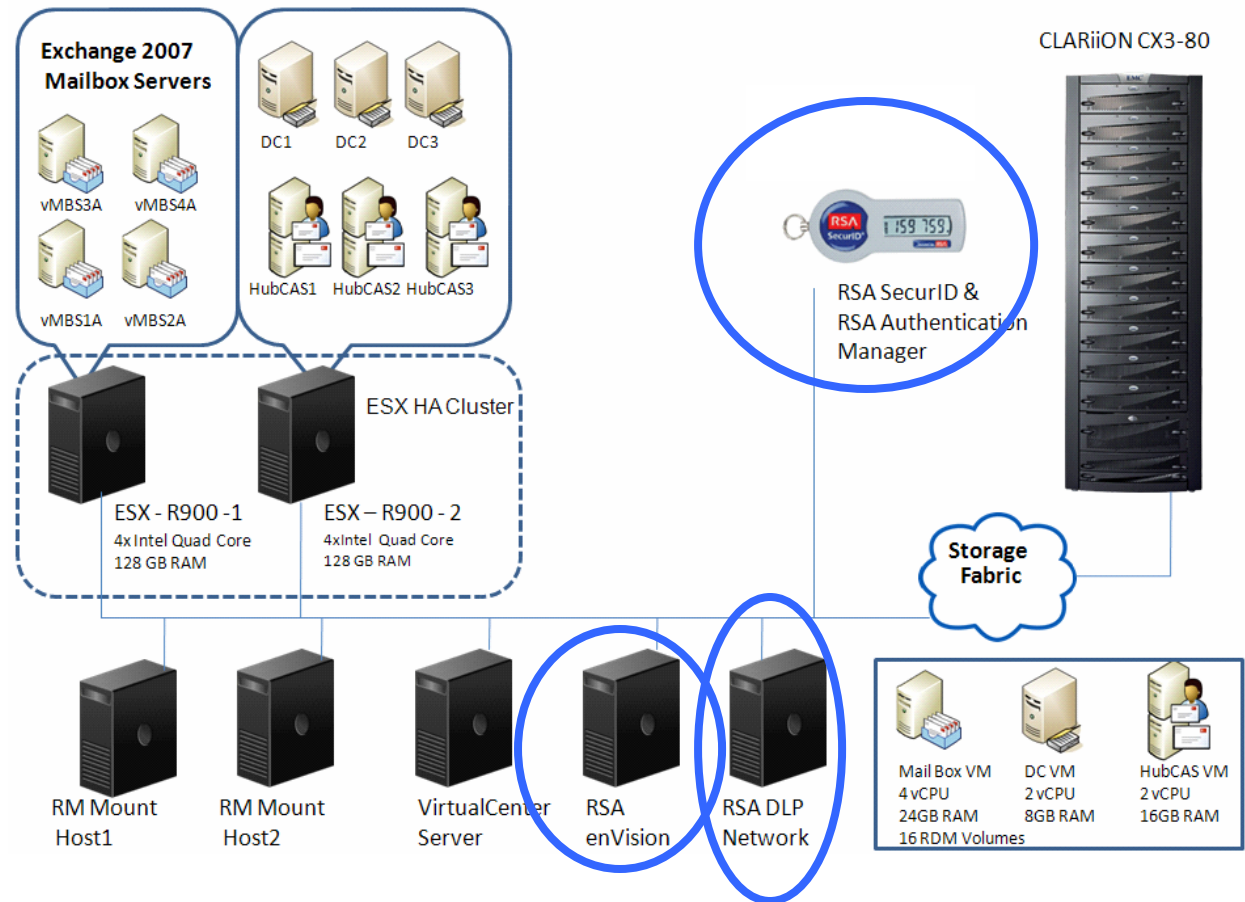 Exchange 2007
Mailbox Servers
vMBS3A
vMBS4A
vMBS1A
vMBS2A
DC1
DC2
DC3
HubCAS1
HubCAS2
HubCAS3
CLARiiON CX3-80
EMC
RSA
SecurID®
159 759
RSA SecurID &
RSA Authentication
Manager
ESX HA Cluster
ESX - R900 -1
4x Intel Quad Core
128 GB RAM
ESX – R900 - 2
4xIntel Quad Core
128 GB RAM
Storage
Fabric
RM Mount
Host1
RM Mount
Host2
VirtualCenter
Server
RSA
enVision
RSA DLP
Network
Mail Box VM
4 vCPU
24GB RAM
16 RDM Volumes
DC VM
2 vCPU
8GB RAM
HubCAS VM
2 vCPU
16GB RAM